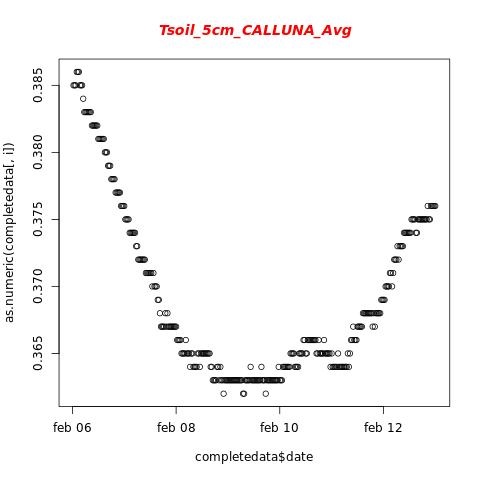 Tsoil_5cm_CALLUNA_Avg
as.numeric(completedata[, i])
0.385
0.380
0.375
0.370
0.365
feb 06
feb 08
feb 10
feb 12
completedata$date